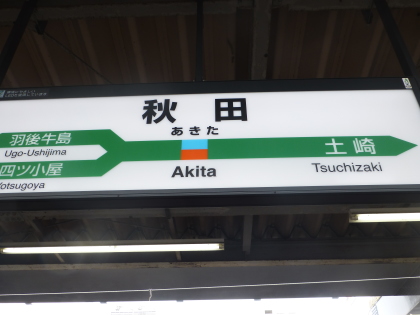 秋田
あきた
Akita
羽後牛島
Ugo-Ushijima
四ツ小屋
Yotsugoya
土崎
Tsuchizaki